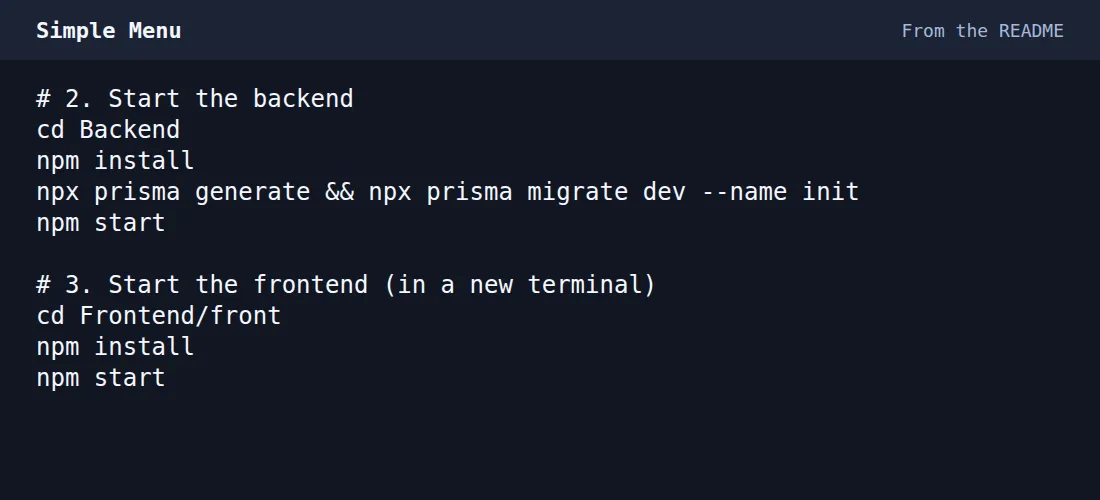 Simple Menu
From the README
# 2. Start the backend
cd Backend
npm install
npx prisma generate && npx prisma migrate dev --name init
npm start
# 3. Start the frontend (in a new terminal)
cd Frontend/front
npm install
npm start